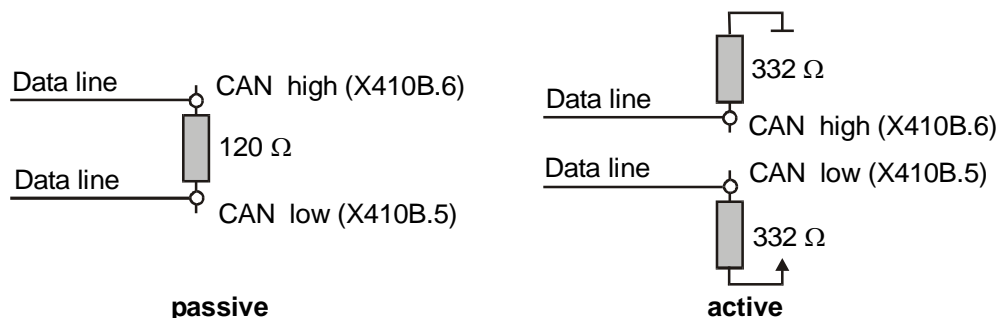 Data line
CAN high (X410B.6)
120 Ω
Data line
CAN low (X410B.5)
passive
332 Ω
Data line
CAN high (X410B.6)
Data line
CAN low (X410B.5)
332 Ω
active